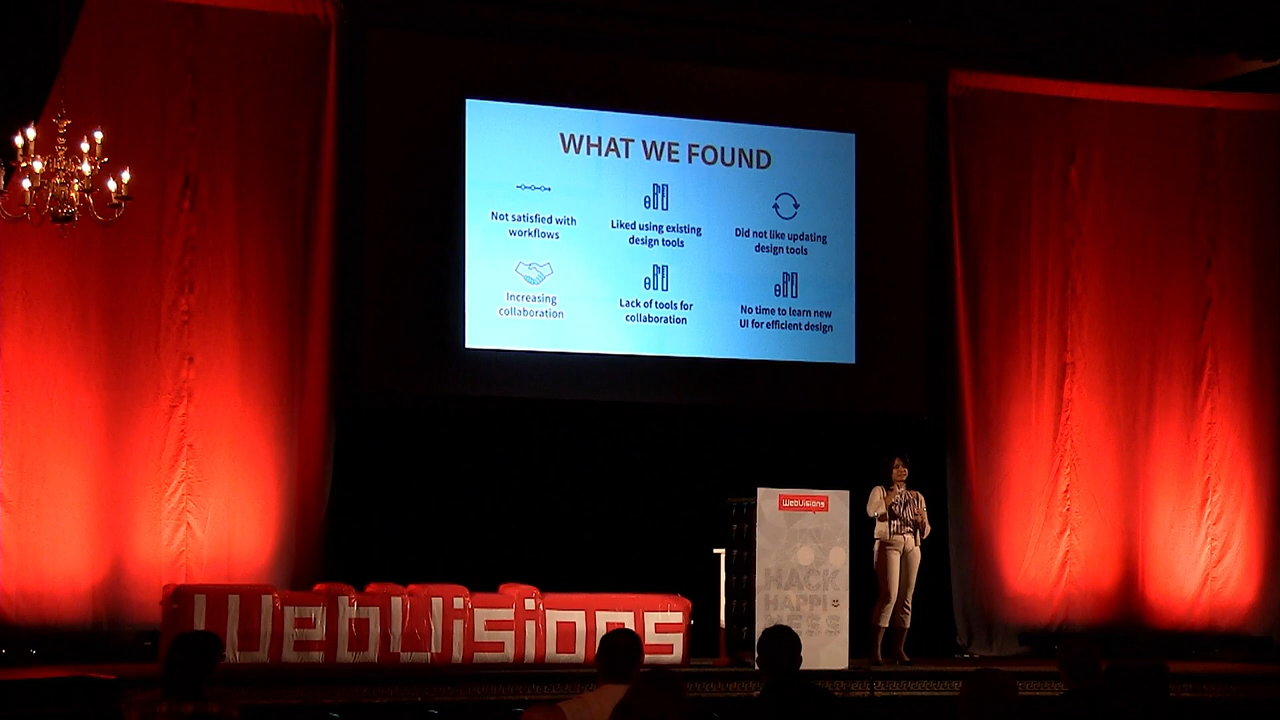 WHAT WE FOUND
Not satisfied with
workflows
Liked using existing
design tools
Did not like updating
design tools
Increasing
collaboration
Lack of tools for
collaboration
No time to learn new
UI for efficient design
WebVisions
HACK
HAPPI
NESS
WebVisions